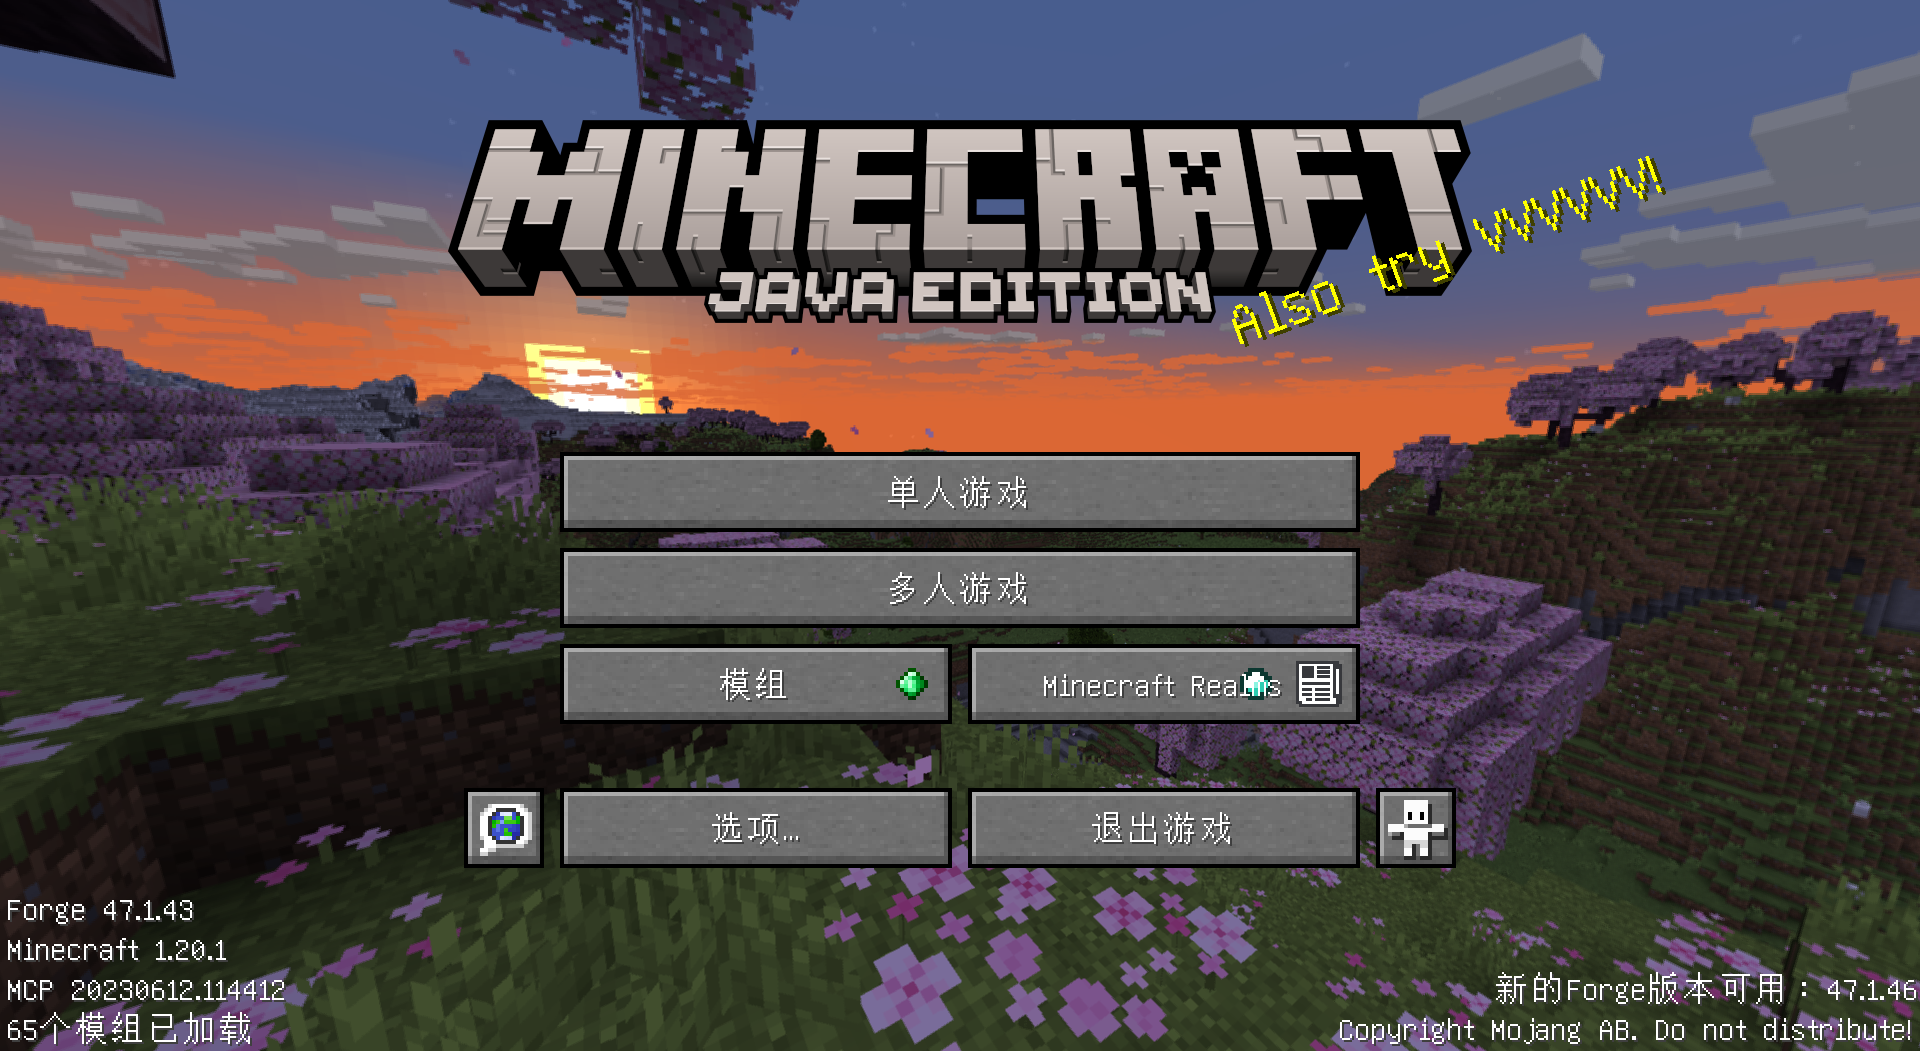 MINECRAFT
JAVA EDITION
Also try VVVVVV!
单人游戏
多人游戏
模组
Minecraft Realms
选项...
退出游戏
Forge 47.1.43
Minecraft 1.20.1
MCP 20230612.114412
65个模组已加载
新的Forge版本可用：47.1.46
Copyright Mojang AB. Do not distribute!